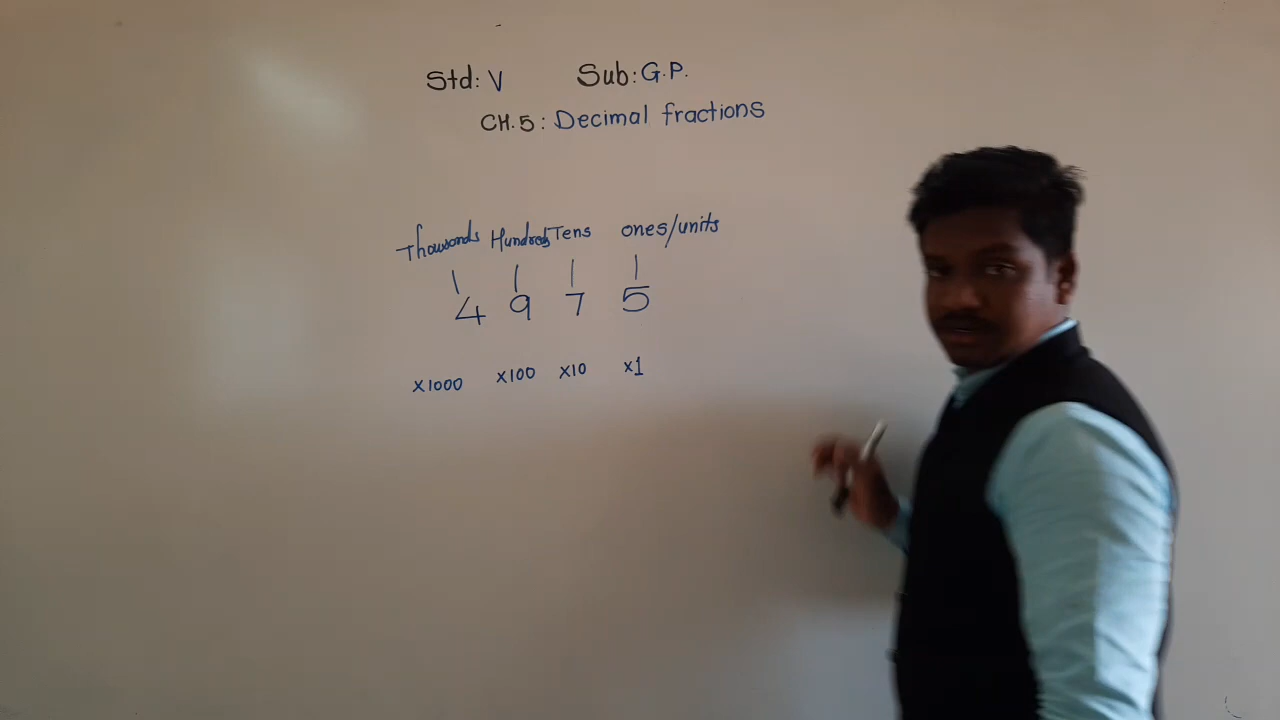 Std: V Sub: G.P.
CH.5: Decimal fractions
Thousands Hundreds Tens ones/units
4 9 7 5
x1000 x100 x10 x1